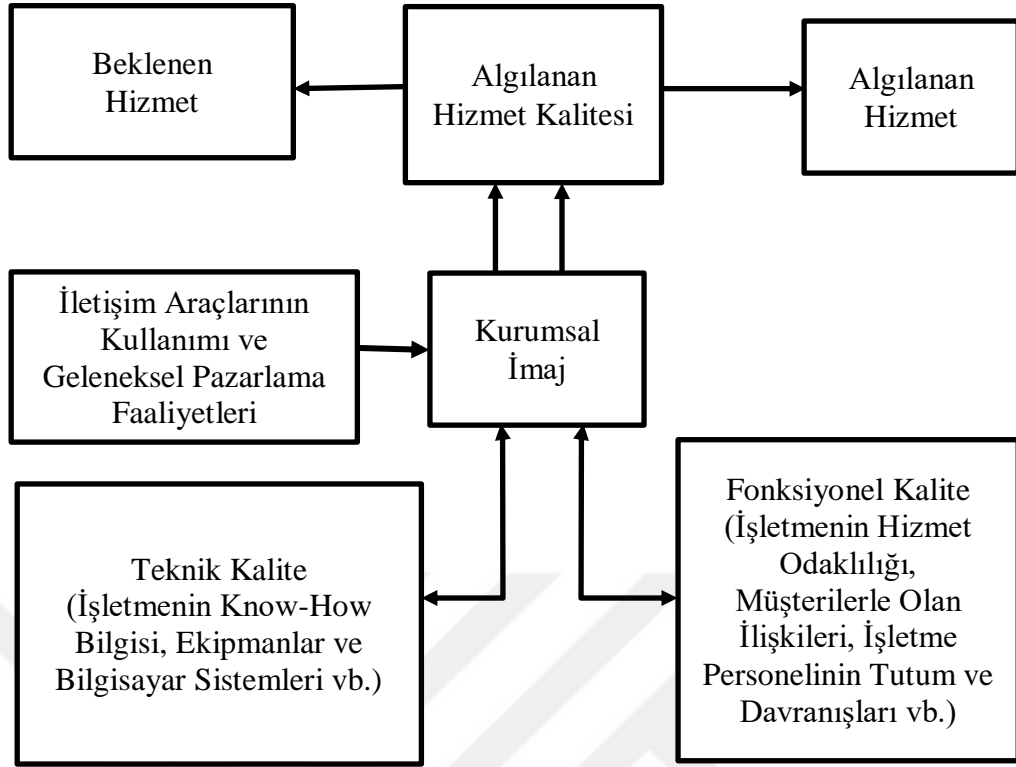 Beklenen
Hizmet
Algılanan
Hizmet Kalitesi
Algılanan
Hizmet
İletişim Araçlarının
Kullanımı ve
Geleneksel Pazarlama
Faaliyetleri
Kurumsal
İmaj
Teknik Kalite
(İşletmenin Know-How
Bilgisi, Ekipmanlar ve
Bilgisayar Sistemleri vb.)
Fonksiyonel Kalite
(İşletmenin Hizmet
Odaklılığı,
Müşterilerle Olan
İlişkileri, İşletme
Personelinin Tutum ve
Davranışları vb.)